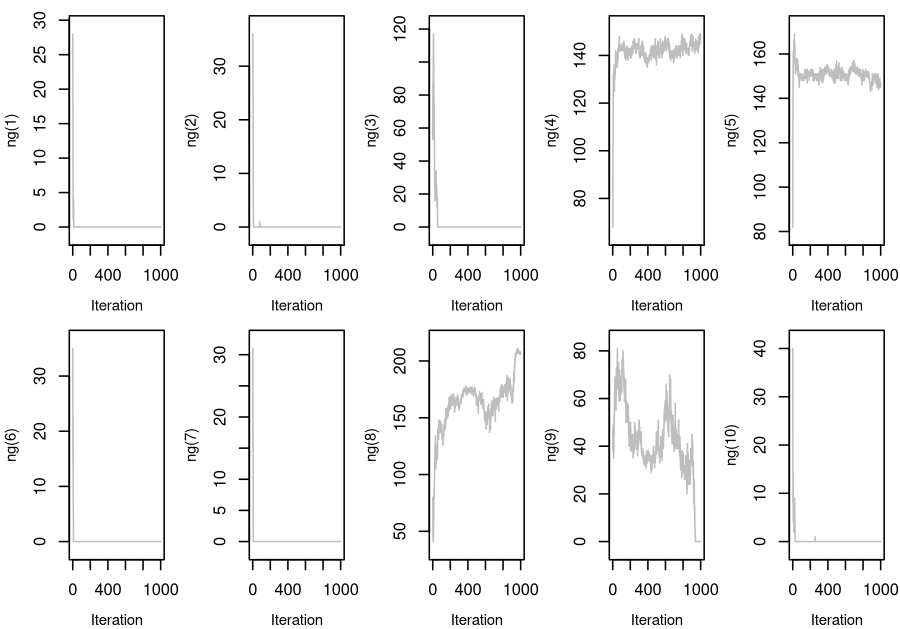 ng(1)
0 5 10 15 20 25 30
0 400 1000
Iteration
ng(2)
0 10 20 30
0 400 1000
Iteration
ng(3)
0 20 40 60 80 120
0 400 1000
Iteration
ng(4)
80 100 120 140
0 400 1000
Iteration
ng(5)
80 100 120 140 160
0 400 1000
Iteration
ng(6)
0 10 20 30
0 400 1000
Iteration
ng(7)
0 5 10 20 30
0 400 1000
Iteration
ng(8)
50 100 150 200
0 400 1000
Iteration
ng(9)
0 20 40 60 80
0 400 1000
Iteration
ng(10)
0 10 20 30 40
0 400 1000
Iteration